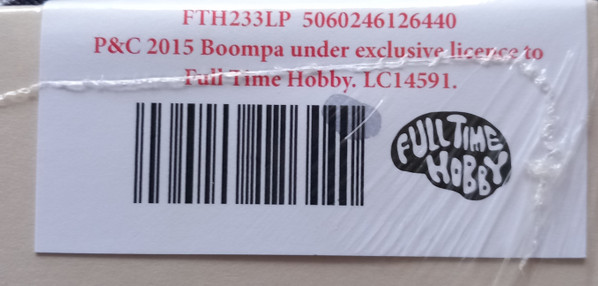 FTH233LP 5060246126440
P&C 2015 Boompa under exclusive licence to
Full Time Hobby. LC14591.
FULL TIME
HOBBY